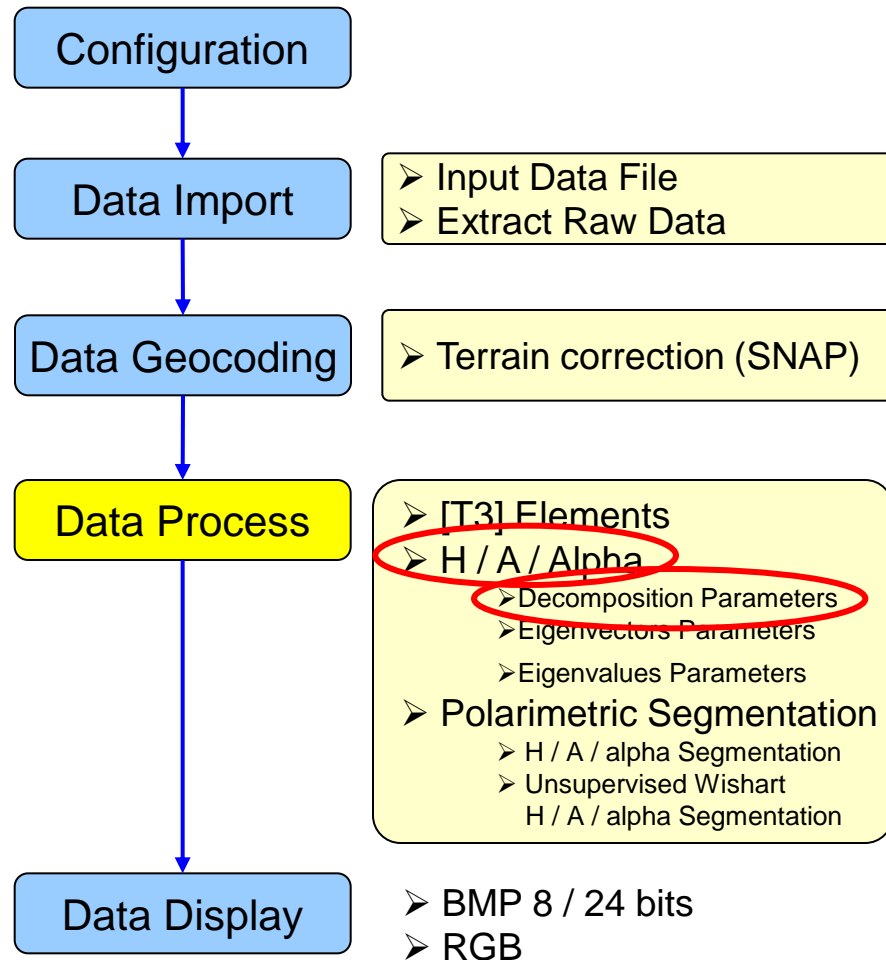 Configuration
Data Import
➢ Input Data File
➢ Extract Raw Data
Data Geocoding
➢ Terrain correction (SNAP)
Data Process
➢ [T3] Elements
➢ H / A / Alpha
➢Decomposition Parameters
➢Eigenvectors Parameters
➢Eigenvalues Parameters
➢ Polarimetric Segmentation
➢ H / A / alpha Segmentation
➢ Unsupervised Wishart
H / A / alpha Segmentation
Data Display
➢ BMP 8 / 24 bits
➢ RGB